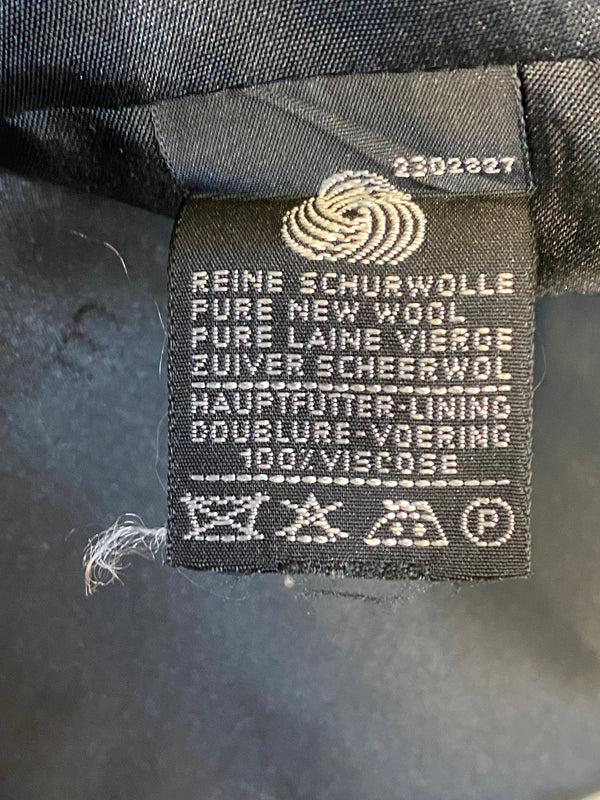 2302827
REINE SCHURWOLLE
PURE NEW WOOL
PURE LAINE VIERGE
ZUIVER SCHEERWOL
HAUPTFUTTER-LINING
DOUBLURE-VOERING
100% VISCOSE
P